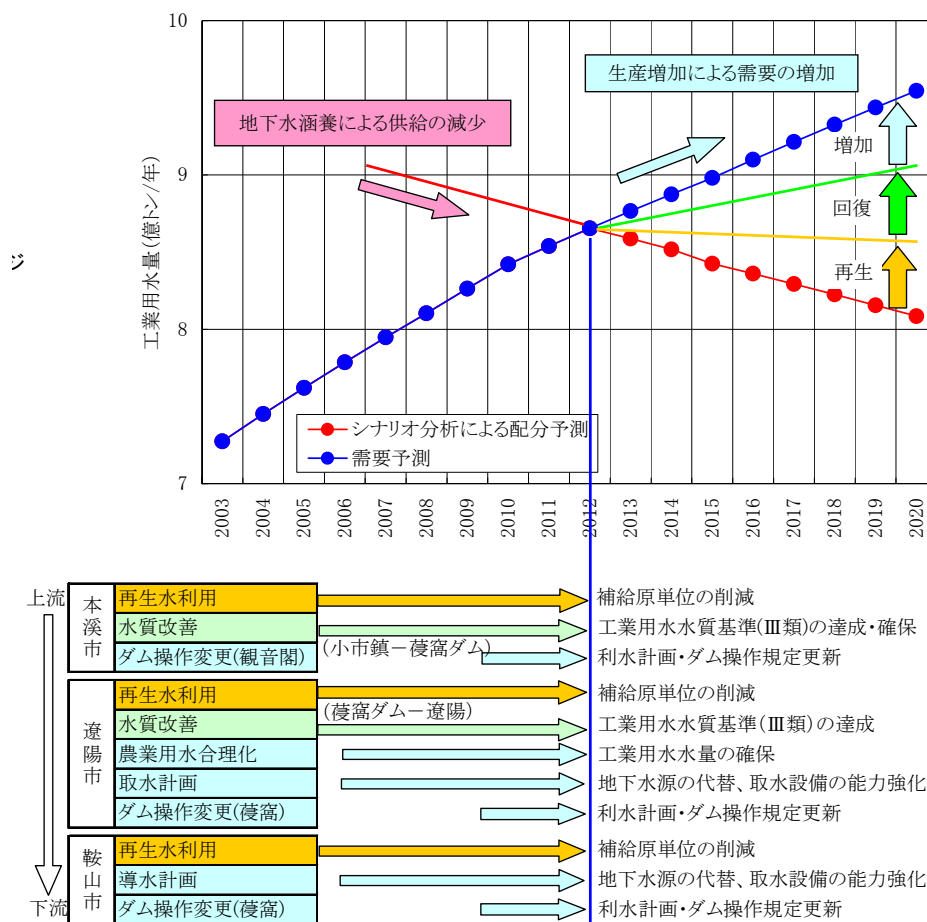 10
9
8
7
工業用水量(億トン/年)
生産増加による需要の増加
地下水涵養による供給の減少
増加
回復
再生
シナリオ分析による配分予測
需要予測
2003
2004
2005
2006
2007
2008
2009
2010
2011
2012
2013
2014
2015
2016
2017
2018
2019
2020
ジ
上流
下流
本溪市
再生水利用
補給原単位の削減
水質改善
工業用水水質基準(Ⅲ類)の達成・確保
(小市鎮－葠窩ダム)
ダム操作変更(観音閣)
利水計画・ダム操作規定更新
遼陽市
再生水利用
補給原単位の削減
(葠窩ダム－遼陽)
水質改善
工業用水水質基準(Ⅲ類)の達成
農業用水合理化
工業用水水量の確保
取水計画
地下水源の代替、取水設備の能力強化
ダム操作変更(葠窩)
利水計画・ダム操作規定更新
鞍山市
再生水利用
補給原単位の削減
導水計画
地下水源の代替、取水設備の能力強化
ダム操作変更(葠窩)
利水計画・ダム操作規定更新